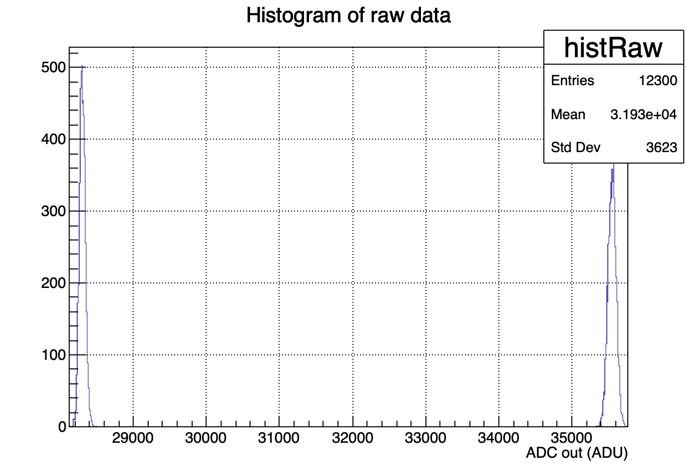 Histogram of raw data
histRaw
Entries 12300
Mean 3.193e+04
Std Dev 3623
500
400
300
200
100
0
29000 30000 31000 32000 33000 34000 35000
ADC out (ADU)